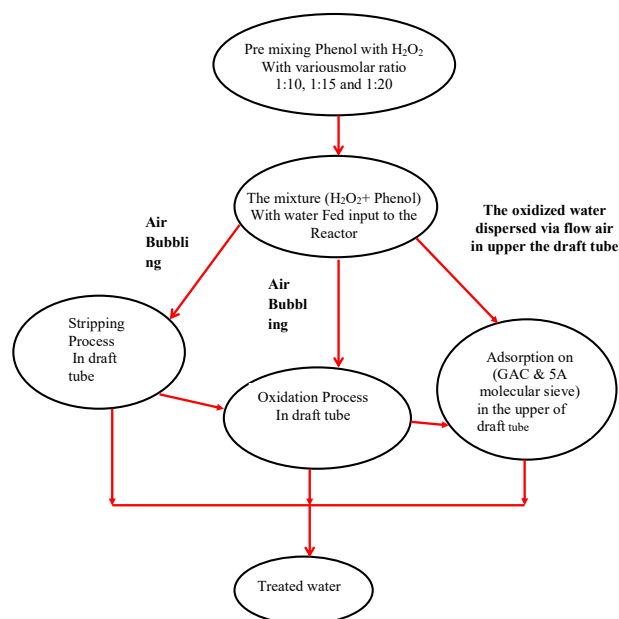 Pre mixing Phenol with H₂O₂
With variousmolar ratio
1:10, 1:15 and 1:20
The mixture (H₂O₂+ Phenol)
With water Fed input to the
Reactor
Air
Bubbli
ng
The oxidized water
dispersed via flow air
in upper the draft tube
Air
Bubbl
ing
Stripping
Process
In draft
tube
Oxidation Process
In draft tube
Adsorption on
(GAC & 5A
molecular sieve)
in the upper of
draft tube
Treated water